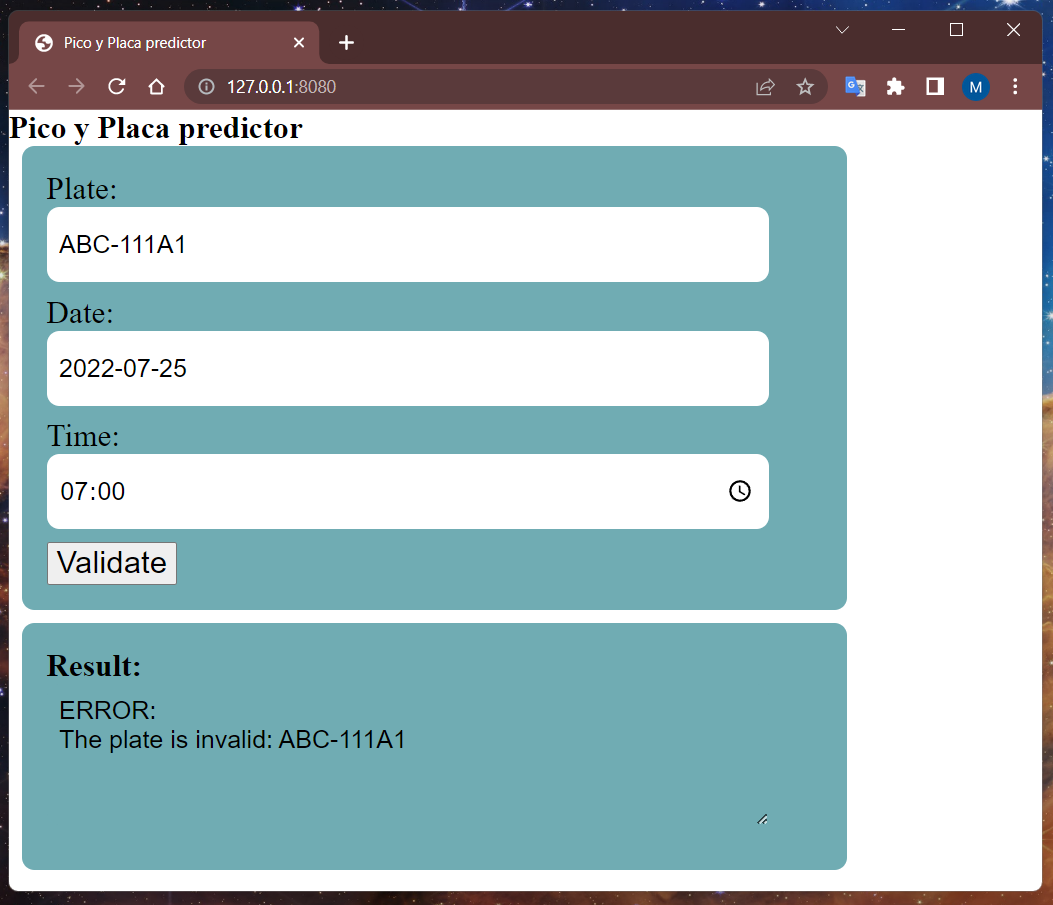 Pico y Placa predictor
127.0.0.1:8080
M
Pico y Placa predictor
Plate:
ABC-111A1
Date:
2022-07-25
Time:
07:00
Validate
Result:
ERROR:
The plate is invalid: ABC-111A1